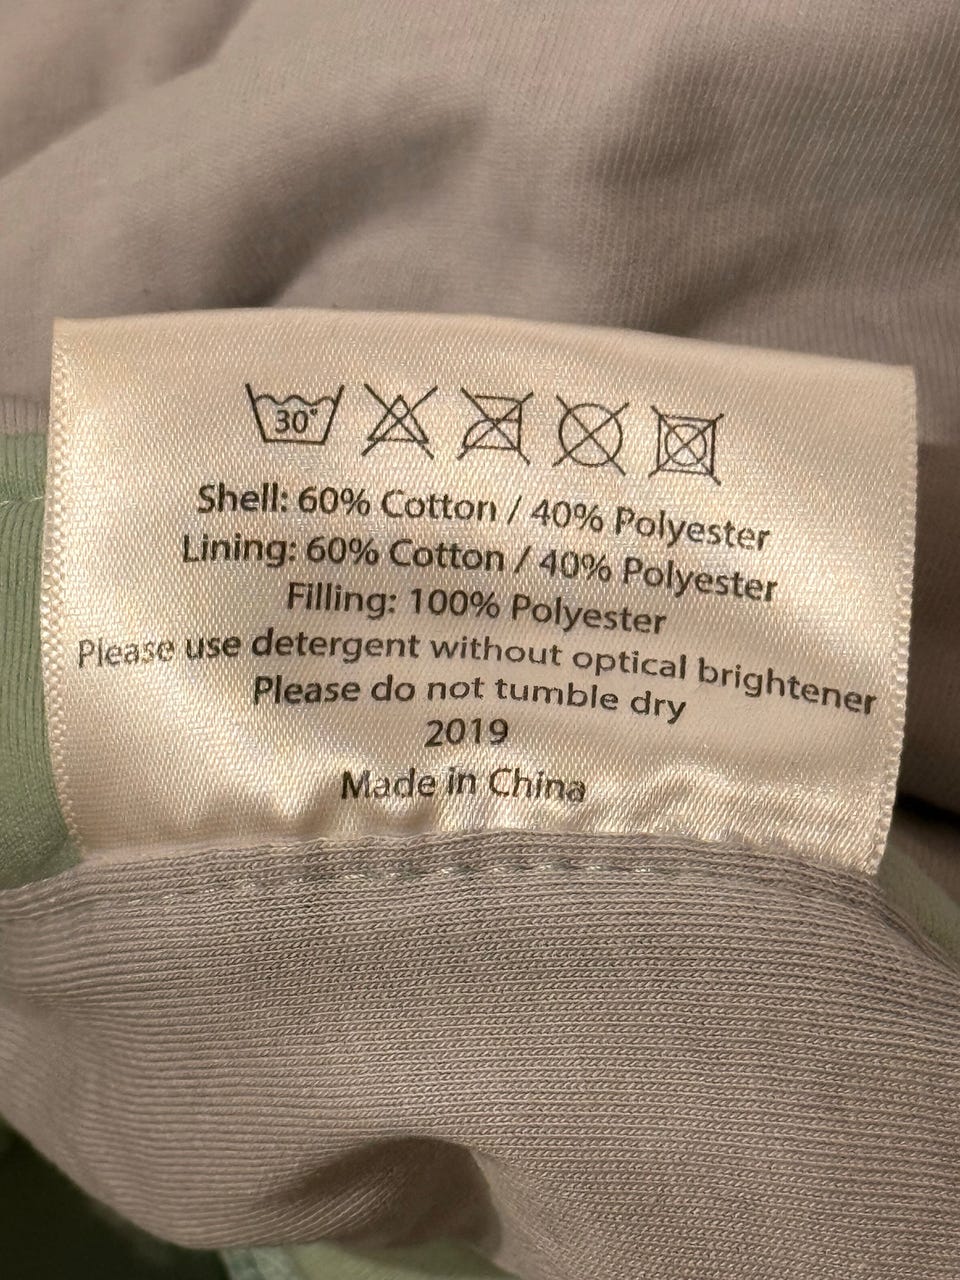 30°
Shell: 60% Cotton / 40% Polyester
Lining: 60% Cotton / 40% Polyester
Filling: 100% Polyester
Please use detergent without optical brightener
Please do not tumble dry
2019
Made in China